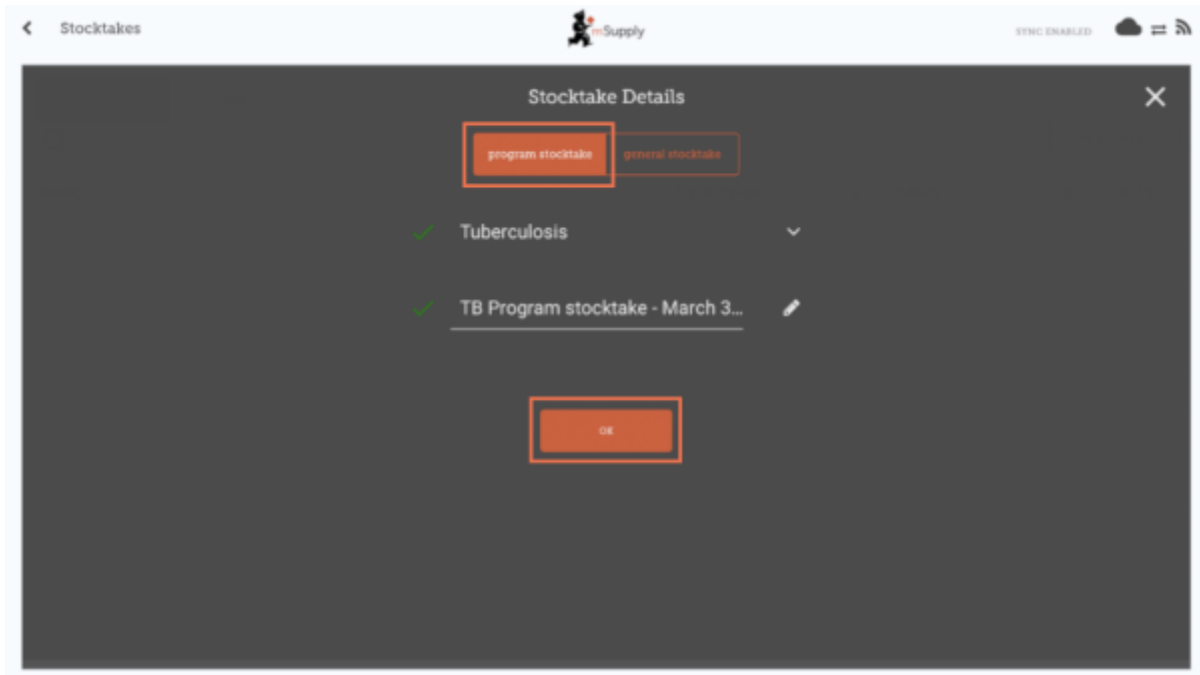 Stocktakes
mSupply
SYNC ENABLED
Stocktake Details
program stocktake
general stocktake
Tuberculosis
TB Program stocktake - March 3...
OK